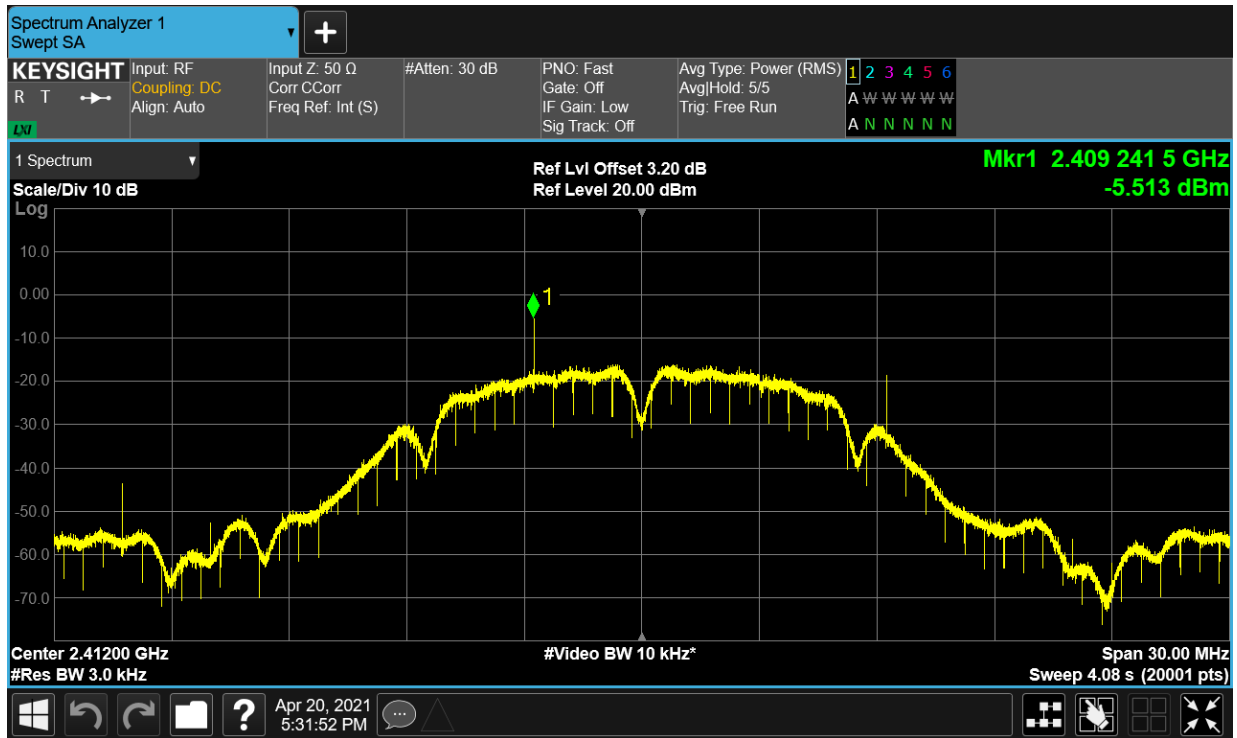 Spectrum Analyzer 1
Swept SA
+
KEYSIGHT
R T
LXI
Input: RF
Coupling: DC
Align: Auto
Input Z: 50 Ω
Corr CCorr
Freq Ref: Int (S)
#Atten: 30 dB
PNO: Fast
Gate: Off
IF Gain: Low
Sig Track: Off
Avg Type: Power (RMS)
Avg|Hold: 5/5
Trig: Free Run
1 2 3 4 5 6
A W W W W W
A N N N N N
1 Spectrum
Scale/Div 10 dB
Log
Ref Lvl Offset 3.20 dB
Ref Level 20.00 dBm
Mkr1 2.409 241 5 GHz
-5.513 dBm
10.0
0.00
-10.0
-20.0
-30.0
-40.0
-50.0
-60.0
-70.0
1
Center 2.41200 GHz
#Res BW 3.0 kHz
#Video BW 10 kHz*
Span 30.00 MHz
Sweep 4.08 s (20001 pts)
?
Apr 20, 2021
5:31:52 PM